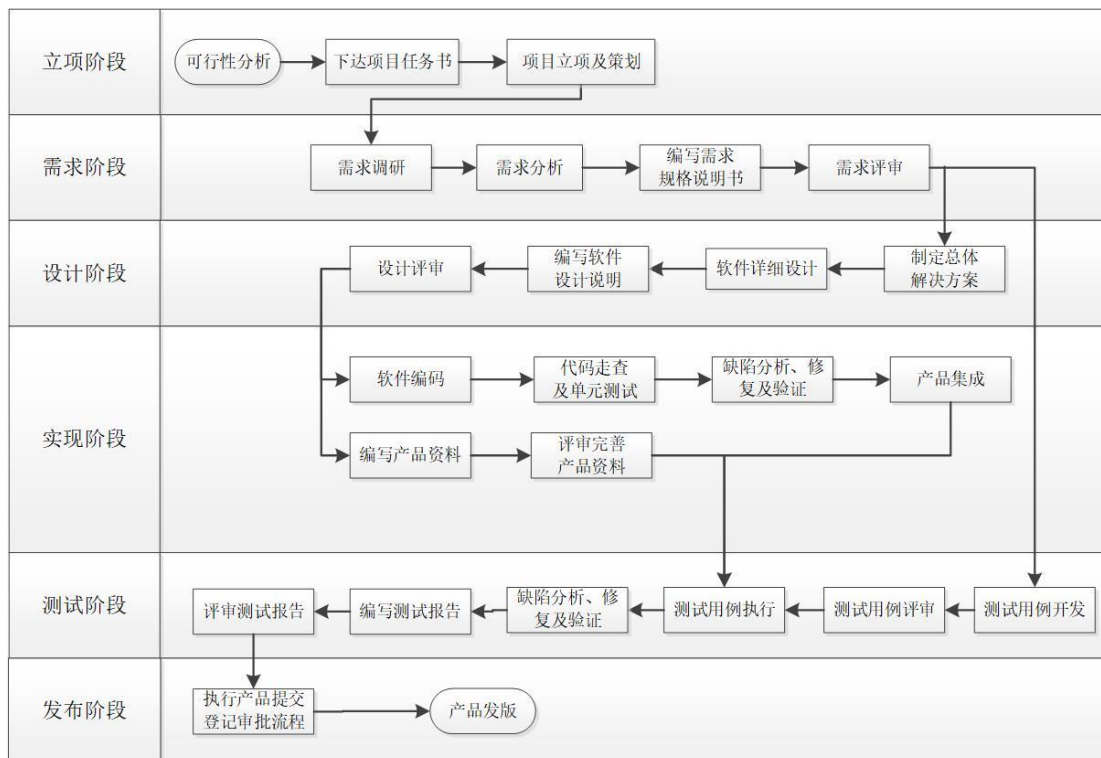 立项阶段
可行性分析
下达项目任务书
项目立项及策划
需求阶段
需求调研
需求分析
编写需求
规格说明书
需求评审
设计阶段
设计评审
编写软件
设计说明
软件详细设计
制定总体
解决方案
实现阶段
软件编码
代码走查
及单元测试
缺陷分析、修
复及验证
产品集成
编写产品资料
评审完善
产品资料
测试阶段
评审测试报告
编写测试报告
缺陷分析、修
复及验证
测试用例执行
测试用例评审
测试用例开发
发布阶段
执行产品提交
登记审批流程
产品发版